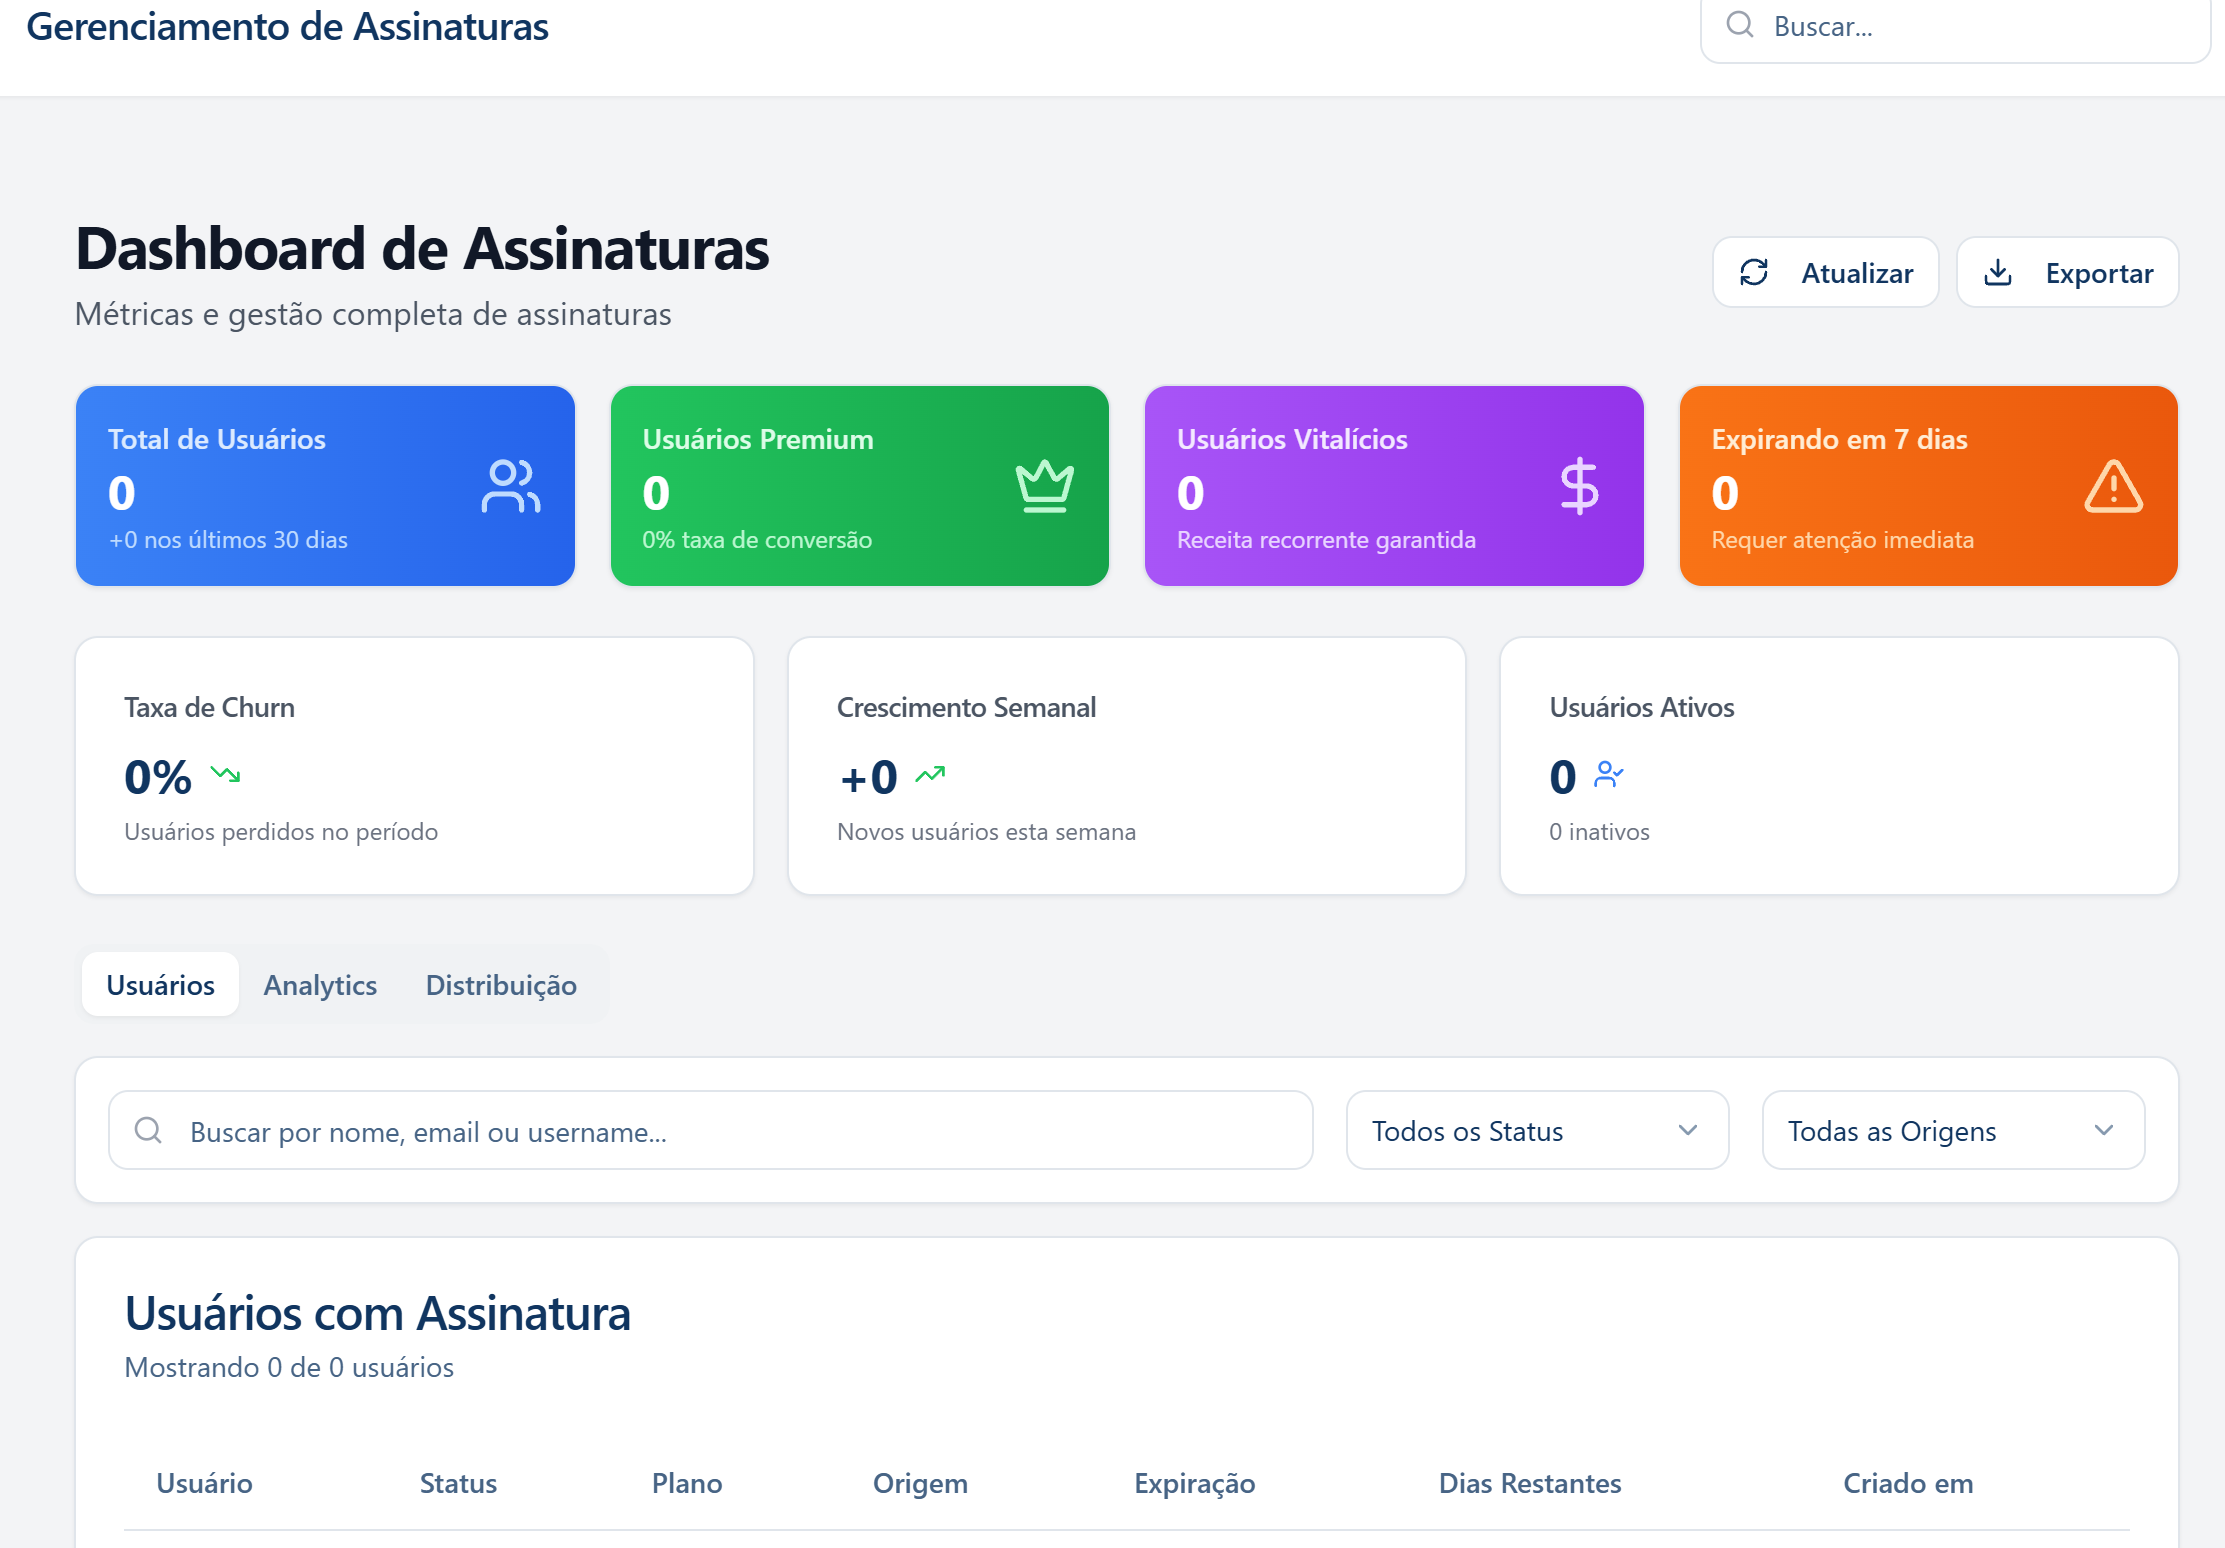 Gerenciamento de Assinaturas
Buscar...
Dashboard de Assinaturas
Métricas e gestão completa de assinaturas
Atualizar
Exportar
Total de Usuários
0
+0 nos últimos 30 dias
Usuários Premium
0
0% taxa de conversão
Usuários Vitalícios
0
Receita recorrente garantida
Expirando em 7 dias
0
Requer atenção imediata
Taxa de Churn
0%
Usuários perdidos no período
Crescimento Semanal
+0
Novos usuários esta semana
Usuários Ativos
0
0 inativos
Usuários
Analytics
Distribuição
Buscar por nome, email ou username...
Todos os Status
Todas as Origens
Usuários com Assinatura
Mostrando 0 de 0 usuários
Usuário
Status
Plano
Origem
Expiração
Dias Restantes
Criado em